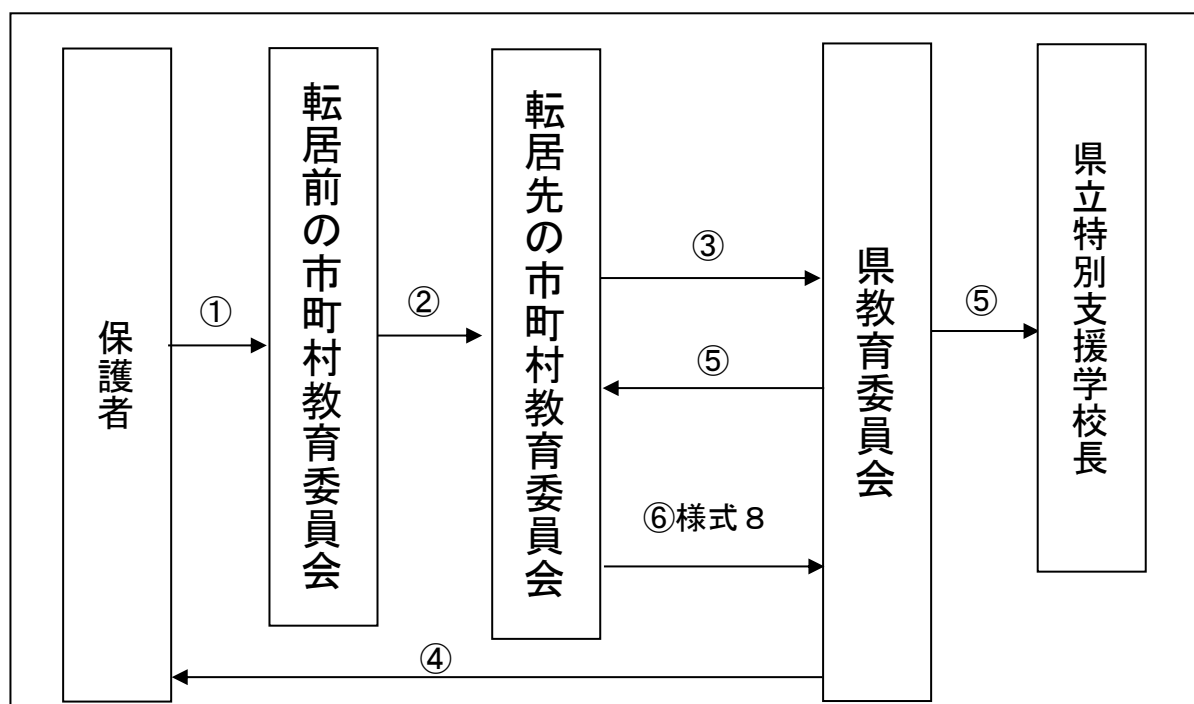 保護者
①
転居前の市町村教育委員会
②
転居先の市町村教育委員会
③
⑤
⑥様式８
④
県教育委員会
⑤
県立特別支援学校長